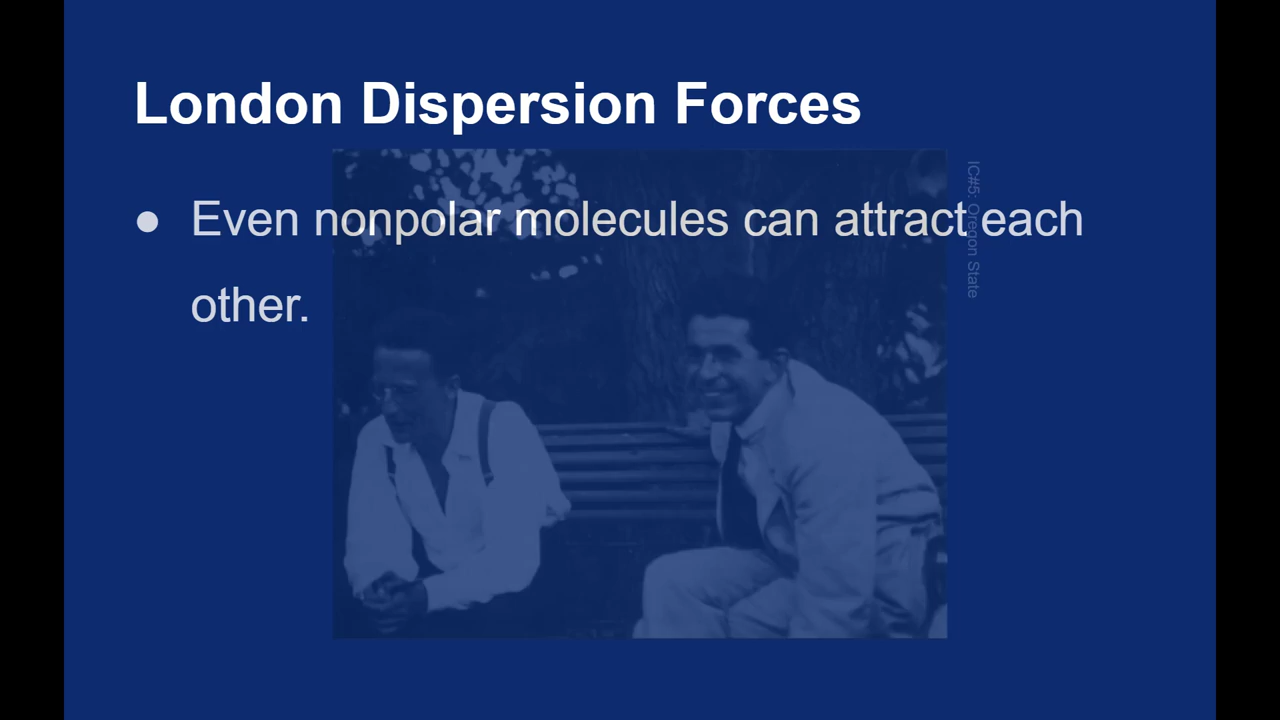 London Dispersion Forces
● Even nonpolar molecules can attract each
other.
IC#5: Oregon State